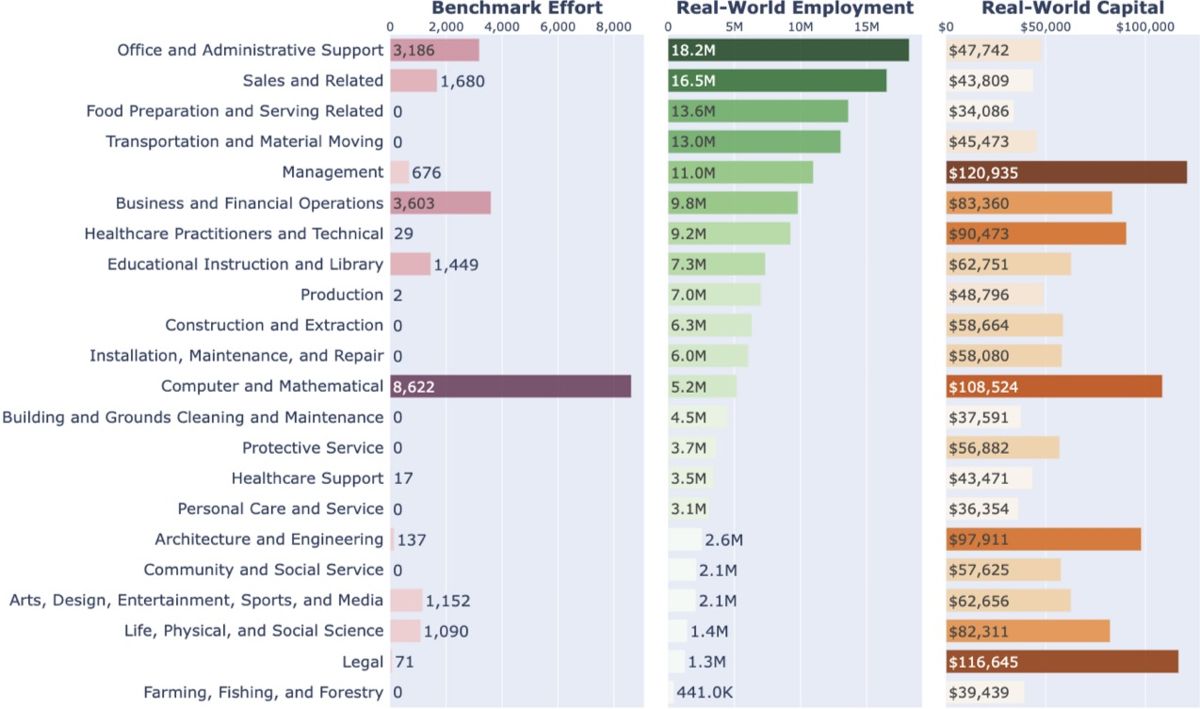 Benchmark Effort Real-World Employment Real-World Capital
0 2,000 4,000 6,000 8,000 0 5M 10M 15M $0 $50,000 $100,000
Office and Administrative Support 3,186 18.2M $47,742
Sales and Related 1,680 16.5M $43,809
Food Preparation and Serving Related 0 13.6M $34,086
Transportation and Material Moving 0 13.0M $45,473
Management 676 11.0M $120,935
Business and Financial Operations 3,603 9.8M $83,360
Healthcare Practitioners and Technical 29 9.2M $90,473
Educational Instruction and Library 1,449 7.3M $62,751
Production 2 7.0M $48,796
Construction and Extraction 0 6.3M $58,664
Installation, Maintenance, and Repair 0 6.0M $58,080
Computer and Mathematical 8,622 5.2M $108,524
Building and Grounds Cleaning and Maintenance 0 4.5M $37,591
Protective Service 0 3.7M $56,882
Healthcare Support 17 3.5M $43,471
Personal Care and Service 0 3.1M $36,354
Architecture and Engineering 137 2.6M $97,911
Community and Social Service 0 2.1M $57,625
Arts, Design, Entertainment, Sports, and Media 1,152 2.1M $62,656
Life, Physical, and Social Science 1,090 1.4M $82,311
Legal 71 1.3M $116,645
Farming, Fishing, and Forestry 0 441.0K $39,439